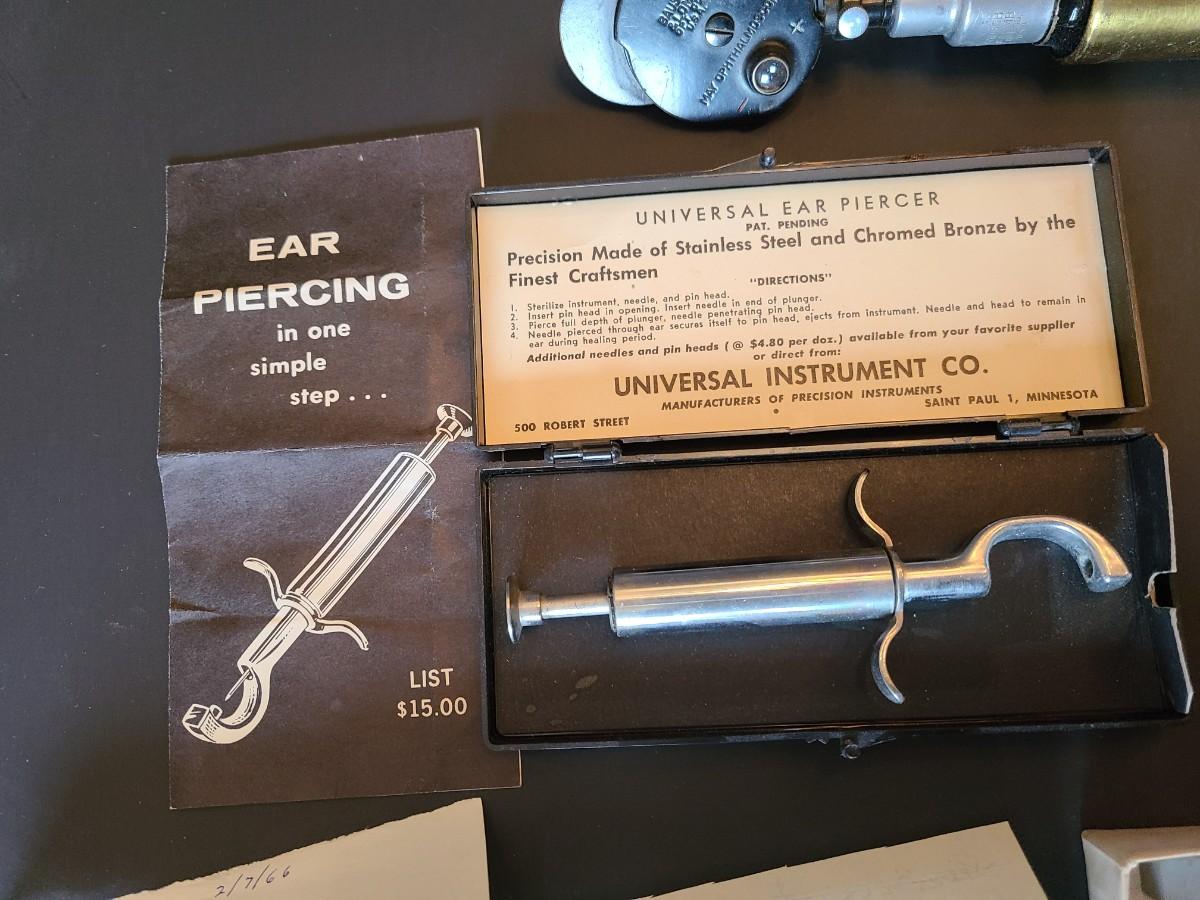 MAY OPHTHALMOSCOPE
+
EAR
PIERCING
in one
simple
step . . .
LIST
$15.00
UNIVERSAL EAR PIERCER
PAT. PENDING
Precision Made of Stainless Steel and Chromed Bronze by the
Finest Craftsmen
"DIRECTIONS"
1. Sterilize instrument, needle, and pin head.
2. Insert pin head in opening. Insert needle in end of plunger.
3. Pierce full depth of plunger, needle penetrating pin head.
4. Needle pierced through ear secures itself to pin head, ejects from instrument. Needle and head to remain in
ear during healing period.
Additional needles and pin heads (@ $4.80 per doz.) available from your favorite supplier
or direct from:
UNIVERSAL INSTRUMENT CO.
MANUFACTURERS OF PRECISION INSTRUMENTS
500 ROBERT STREET SAINT PAUL 1, MINNESOTA
2/7/66